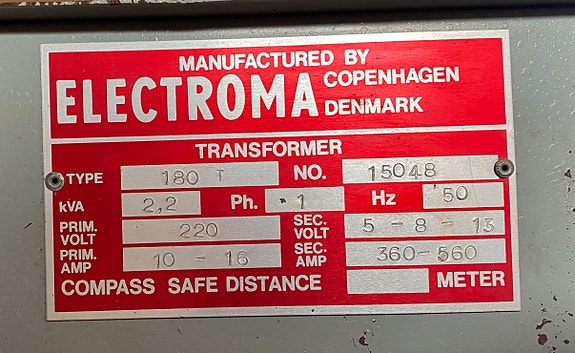 MANUFACTURED BY
ELECTROMA COPENHAGEN
DENMARK
TRANSFORMER
TYPE 180 T NO. 15048
kVA 2,2 Ph. 1 Hz 50
PRIM. VOLT 220 SEC. VOLT 5 - 8 - 13
PRIM. AMP 10 - 16 SEC. AMP 360-560
COMPASS SAFE DISTANCE METER